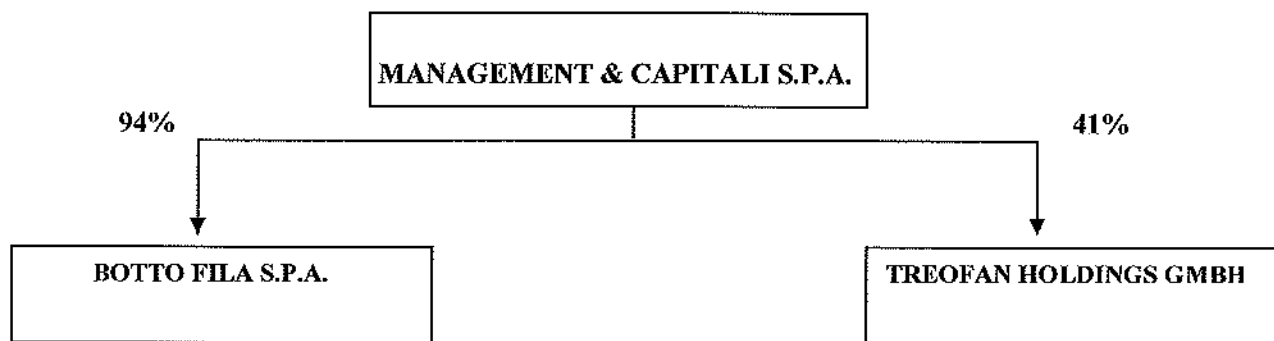 MANAGEMENT & CAPITALI S.P.A.
94%
41%
BOTTO FILA S.P.A.
TREOFAN HOLDINGS GMBH